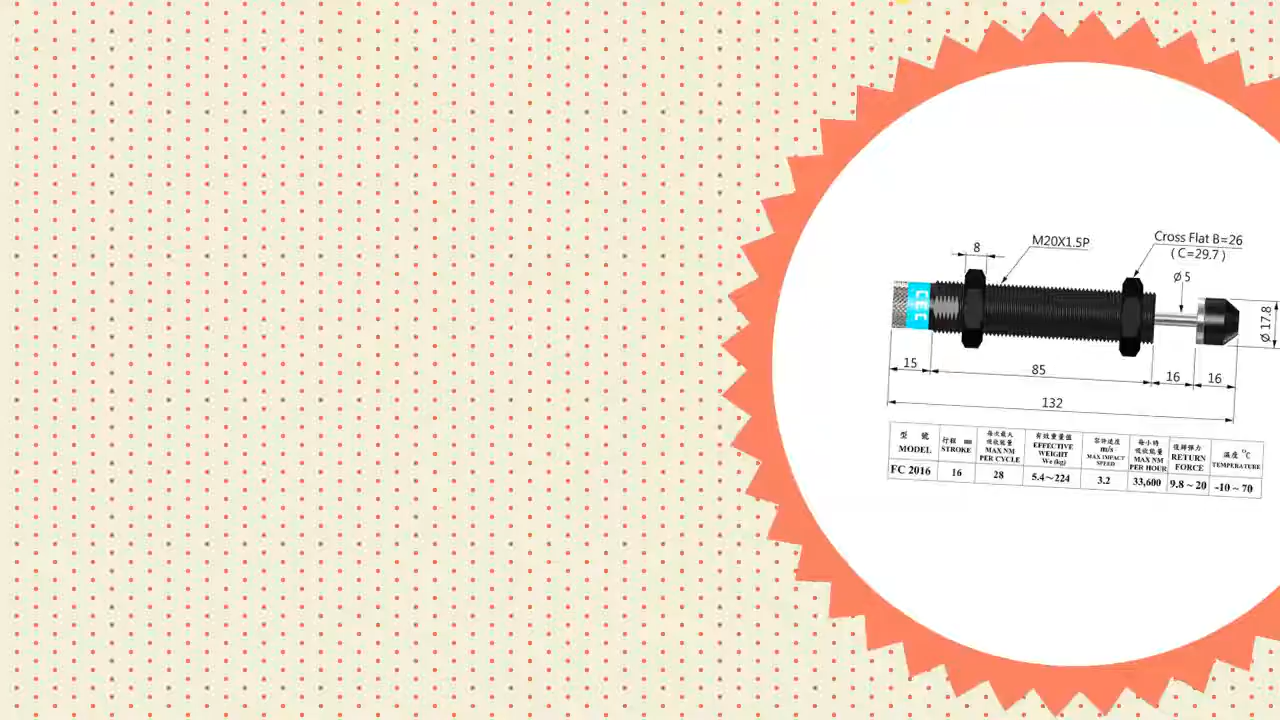 8
M20X1.5P
Cross Flat B=26
( C=29.7 )
Ø 5
CEC
Ø 17.8
15
85
16
16
132
型 號
MODEL
行程 mm
STROKE
每次最大
吸收能量
MAX NM
PER CYCLE
有效重量值
EFFECTIVE
WEIGHT
We (kg)
容許速度
m/s
MAX IMPACT
SPEED
每小時
吸收能量
MAX NM
PER HOUR
復歸彈力
RETURN
FORCE
溫度 °C
TEMPERATURE
FC 2016
16
28
5.4～224
3.2
33,600
9.8 ~ 20
-10 ~ 70